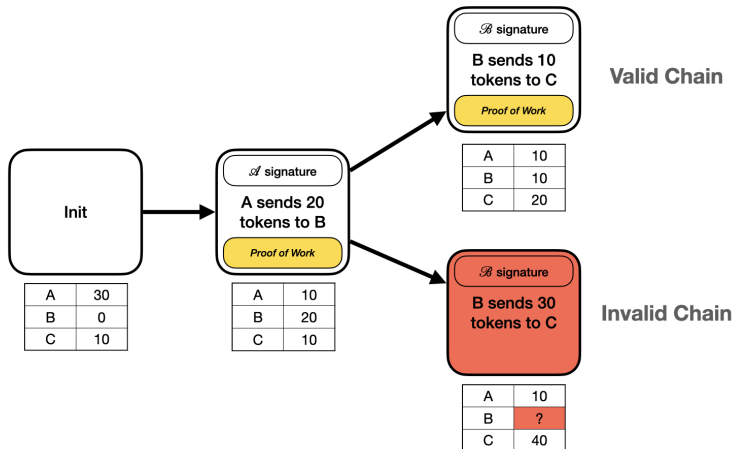 ℬ signature
B sends 10
tokens to C
Proof of Work
Valid Chain
A 10
B 10
C 20
Init
A 30
B 0
C 10
𝒜 signature
A sends 20
tokens to B
Proof of Work
A 10
B 20
C 10
ℬ signature
B sends 30
tokens to C
Invalid Chain
A 10
B ?
C 40